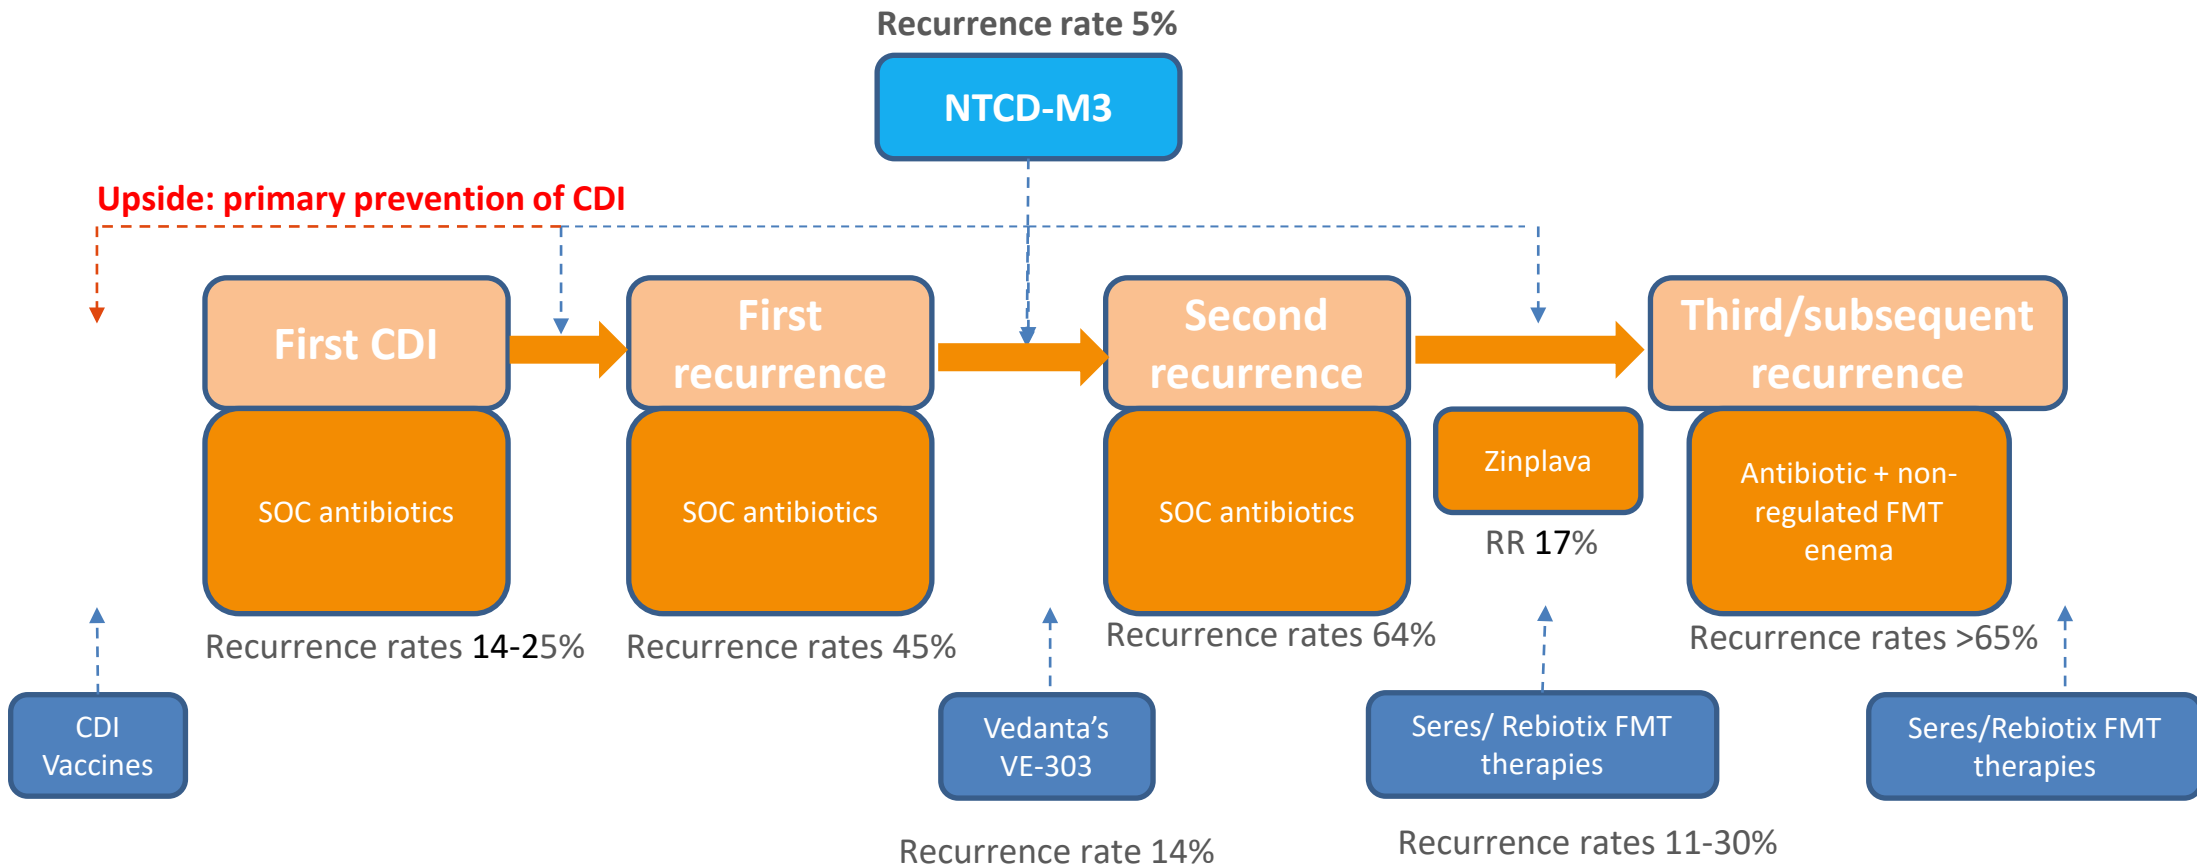 Recurrence rate 5%
NTCD-M3
Upside: primary prevention of CDI
First CDI
First
recurrence
Second
recurrence
Third/subsequent
recurrence
SOC antibiotics
SOC antibiotics
SOC antibiotics
Zinplava
RR 17%
Antibiotic + non-
regulated FMT
enema
Recurrence rates 14-25%
Recurrence rates 45%
Recurrence rates 64%
Recurrence rates >65%
CDI
Vaccines
Vedanta’s
VE-303
Seres/ Rebiotix FMT
therapies
Seres/Rebiotix FMT
therapies
Recurrence rate 14%
Recurrence rates 11-30%